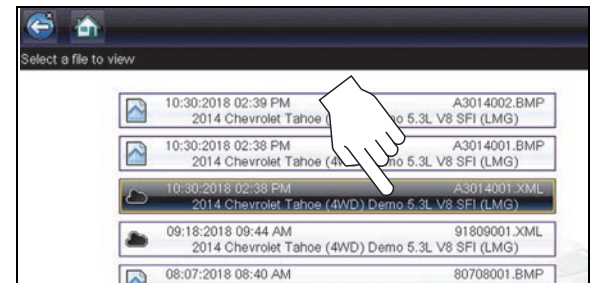 Select a file to view
10:30:2018 02:39 PM A3014002.BMP
2014 Chevrolet Tahoe ( Demo 5.3L V8 SFI (LMG)
10:30:2018 02:38 PM A3014001.BMP
2014 Chevrolet Tahoe (4W no 5.3L V8 SFI (LMG)
10:30:2018 02:38 PM A3014001.XML
2014 Chevrolet Tahoe (4WD) Demo 5.3L V8 SFI (LMG)
09:18:2018 09:44 AM 91809001.XML
2014 Chevrolet Tahoe (4WD) Demo 5.3L V8 SFI (LMG)
08:07:2018 08:40 AM 80708001.BMP